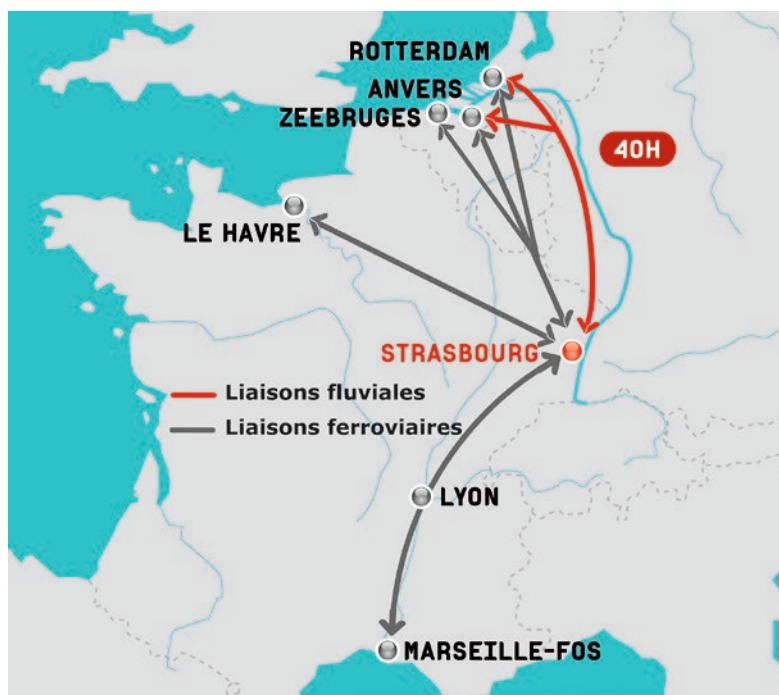 ROTTERDAM
ANVERS
ZEEBRUGES
40H
LE HAVRE
STRASBOURG
Liaisons fluviales
Liaisons ferroviaires
LYON
MARSEILLE-FOS